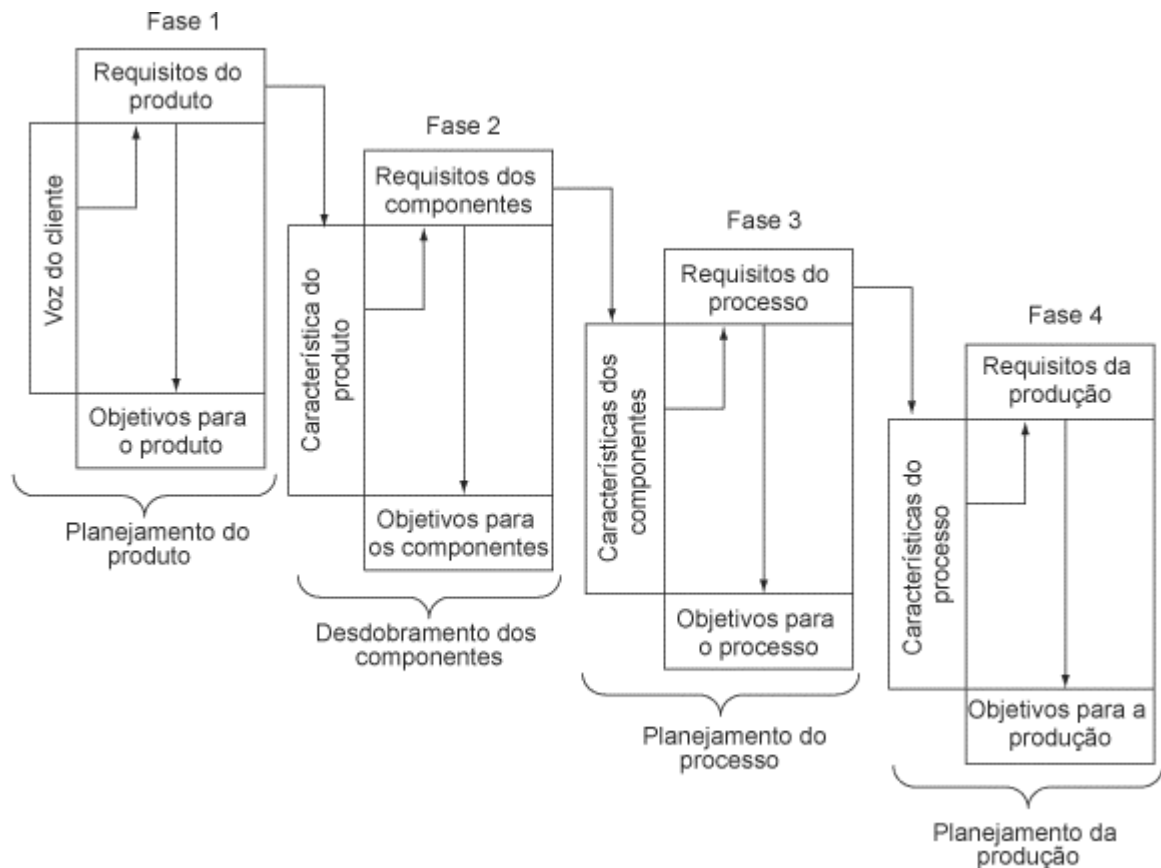 Fase 1
Requisitos do
produto
Voz do cliente
Objetivos para
o produto
Planejamento do
produto
Fase 2
Requisitos dos
componentes
Característica do
produto
Objetivos para
os componentes
Desdobramento dos
componentes
Fase 3
Requisitos do
processo
Características dos
componentes
Objetivos para
o processo
Planejamento do
processo
Fase 4
Requisitos da
produção
Características do
processo
Objetivos para a
produção
Planejamento da
produção